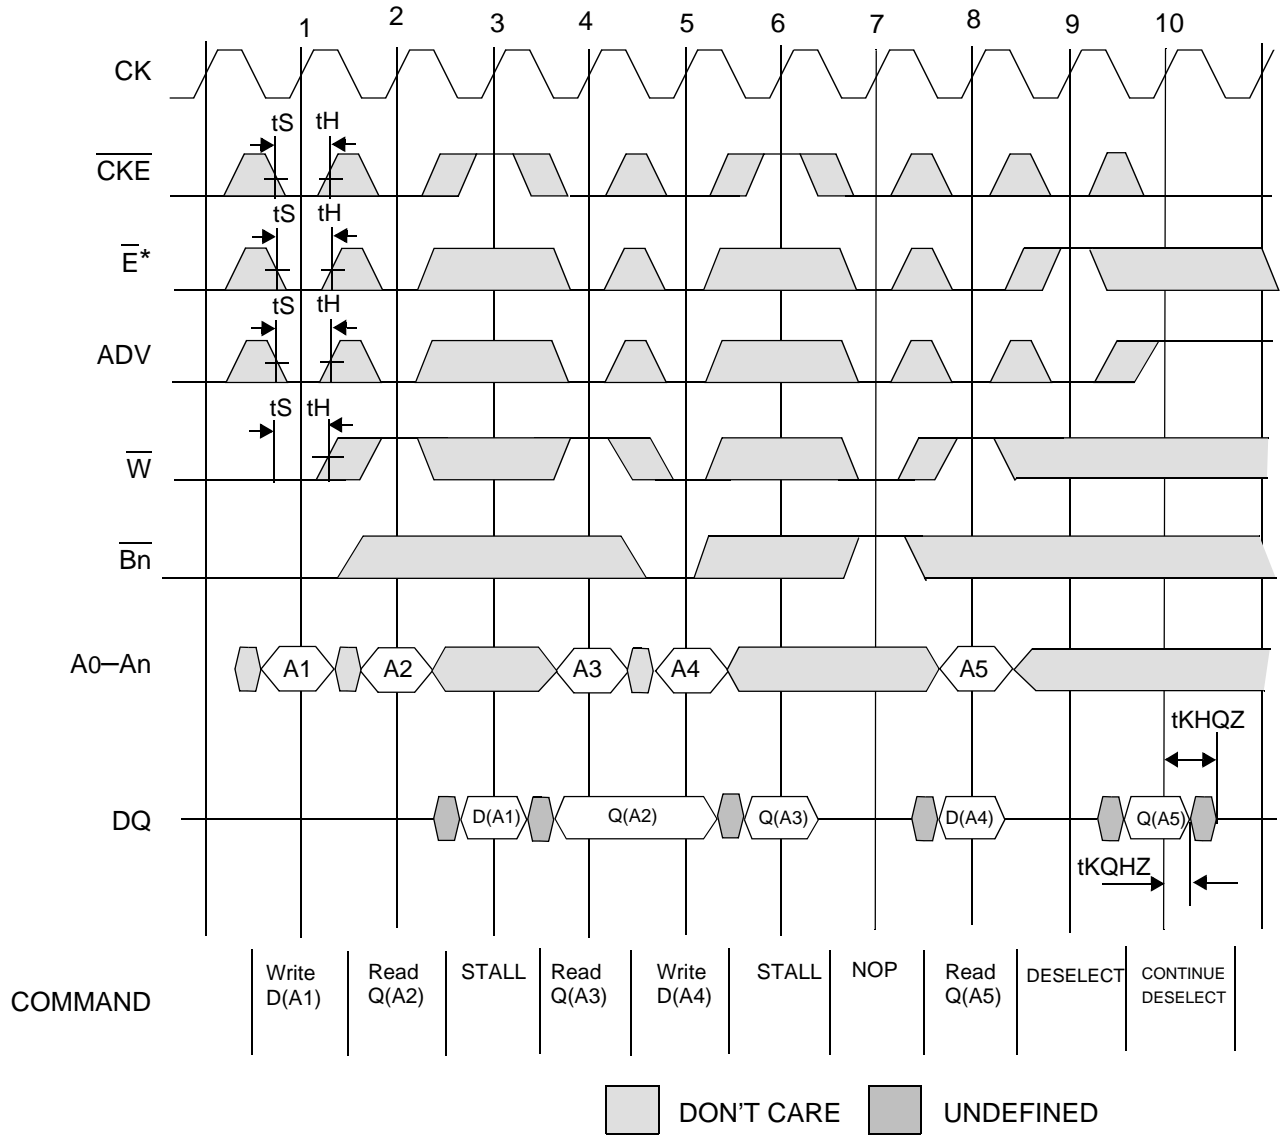 1 2 3 4 5 6 7 8 9 10
CK
tS tH
CKE
tS tH
E*
tS tH
ADV
tS tH
W
Bn
A0–An A1 A2 A3 A4 A5
tKHQZ
DQ D(A1) Q(A2) Q(A3) D(A4) Q(A5)
tKQHZ
COMMAND
Write
D(A1)
Read
Q(A2)
STALL
Read
Q(A3)
Write
D(A4)
STALL
NOP
Read
Q(A5)
DESELECT
CONTINUE
DESELECT
DON'T CARE
UNDEFINED